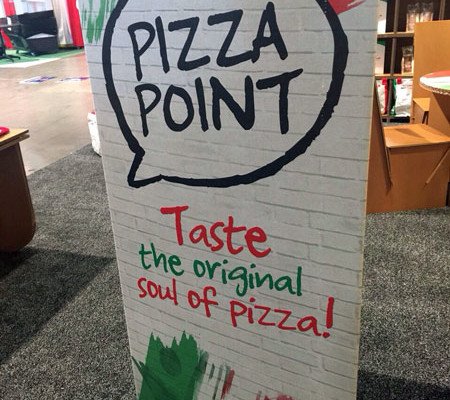 PIZZA
POINT
Taste
the original
soul of pizza!